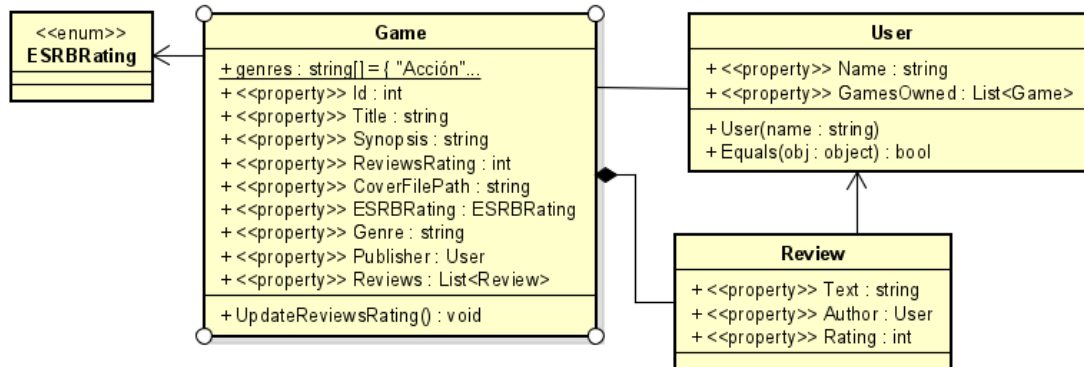 <<enum>>
ESRBRating
Game
+ genres : string[] = { "Acción"...
+ <<property>> Id : int
+ <<property>> Title : string
+ <<property>> Synopsis : string
+ <<property>> ReviewsRating : int
+ <<property>> CoverFilePath : string
+ <<property>> ESRBRating : ESRBRating
+ <<property>> Genre : string
+ <<property>> Publisher : User
+ <<property>> Reviews : List<Review>
+ UpdateReviewsRating() : void
User
+ <<property>> Name : string
+ <<property>> GamesOwned : List<Game>
+ User(name : string)
+ Equals(obj : object) : bool
Review
+ <<property>> Text : string
+ <<property>> Author : User
+ <<property>> Rating : int